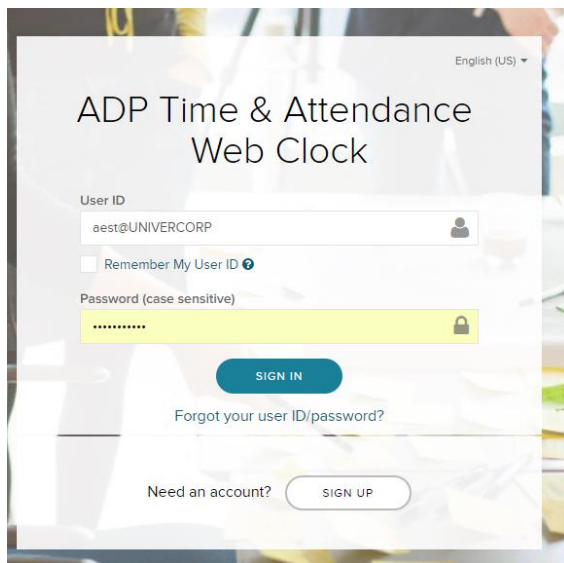 English (US)
ADP Time & Attendance
Web Clock
User ID
aest@UNIVERCORP
Remember My User ID
Password (case sensitive)
•••••••••••
SIGN IN
Forgot your user ID/password?
Need an account?
SIGN UP